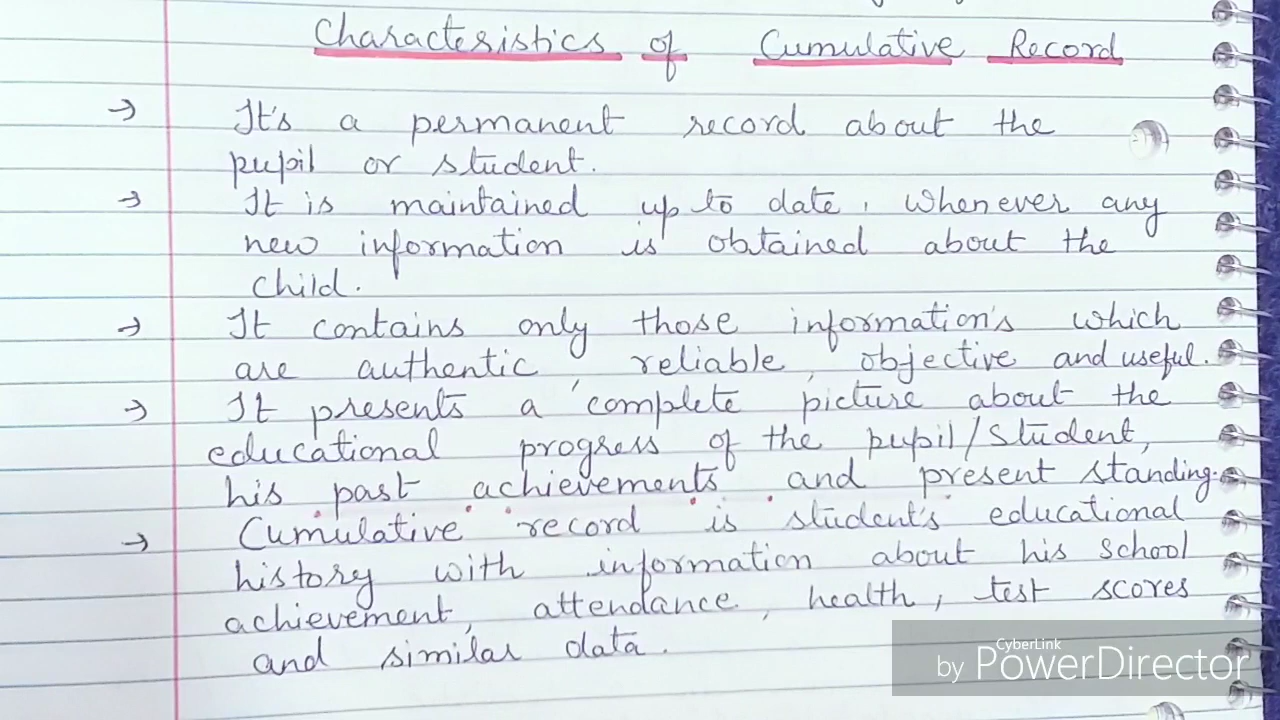 Characteristics of Cumulative Record
→ It's a permanent record about the
pupil or student.
→ It is maintained up to date, whenever any
new information is obtained about the
child.
→ It contains only those information's which
are authentic, reliable, objective and useful.
→ It presents a complete picture about the
educational progress of the pupil/student,
his past achievements and present standing.
→ Cumulative record is student's educational
history with information about his school
achievement, attendance, health, test scores
and similar data.
CyberLink
by PowerDirector